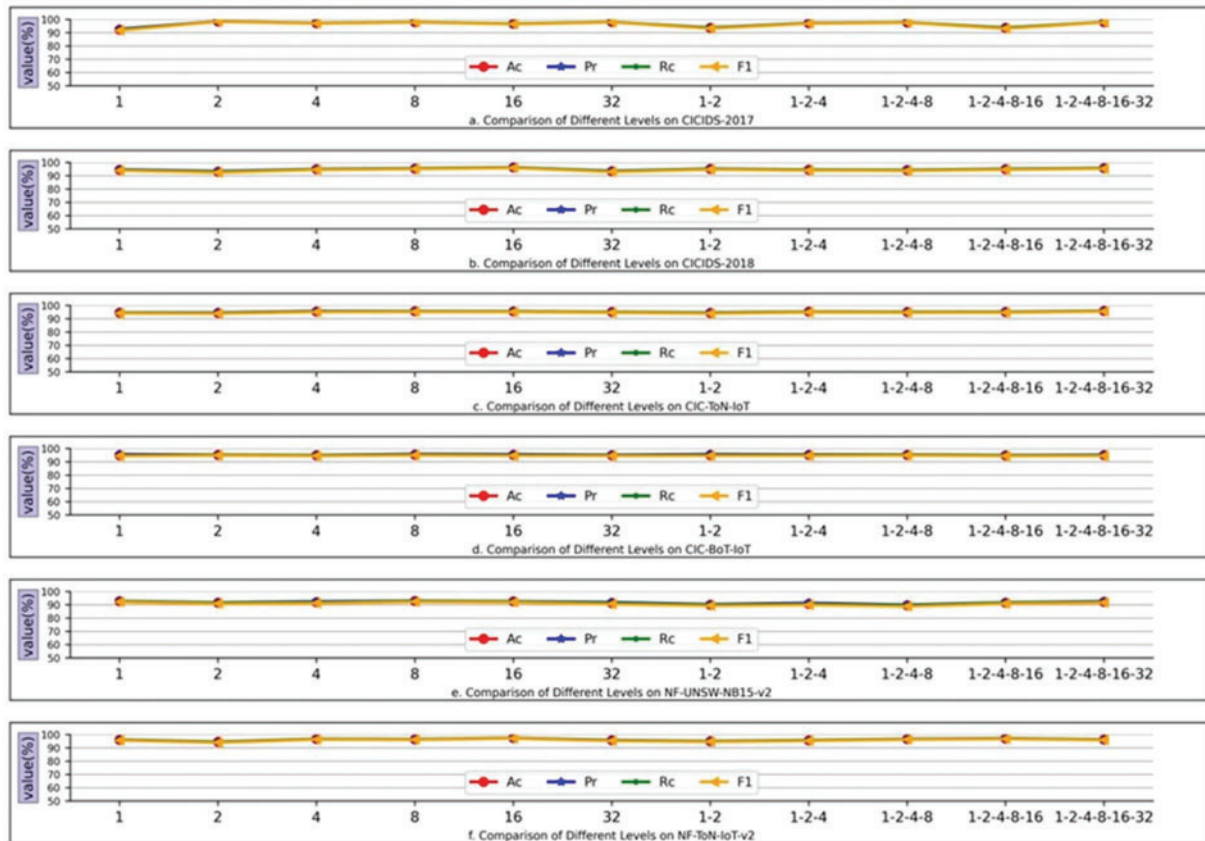 value(%)
100
90
80
70
60
50
Ac Pr Rc F1
1 2 4 8 16 32 1-2 1-2-4 1-2-4-8 1-2-4-8-16 1-2-4-8-16-32
a. Comparison of Different Levels on CICIDS-2017
value(%)
100
90
80
70
60
50
Ac Pr Rc F1
1 2 4 8 16 32 1-2 1-2-4 1-2-4-8 1-2-4-8-16 1-2-4-8-16-32
b. Comparison of Different Levels on CICIDS-2018
value(%)
100
90
80
70
60
50
Ac Pr Rc F1
1 2 4 8 16 32 1-2 1-2-4 1-2-4-8 1-2-4-8-16 1-2-4-8-16-32
c. Comparison of Different Levels on CIC-ToN-IoT
value(%)
100
90
80
70
60
50
Ac Pr Rc F1
1 2 4 8 16 32 1-2 1-2-4 1-2-4-8 1-2-4-8-16 1-2-4-8-16-32
d. Comparison of Different Levels on CIC-BoT-IoT
value(%)
100
90
80
70
60
50
Ac Pr Rc F1
1 2 4 8 16 32 1-2 1-2-4 1-2-4-8 1-2-4-8-16 1-2-4-8-16-32
e. Comparison of Different Levels on NF-UNSW-NB15-v2
value(%)
100
90
80
70
60
50
Ac Pr Rc F1
1 2 4 8 16 32 1-2 1-2-4 1-2-4-8 1-2-4-8-16 1-2-4-8-16-32
f. Comparison of Different Levels on NF-ToN-IoT-v2